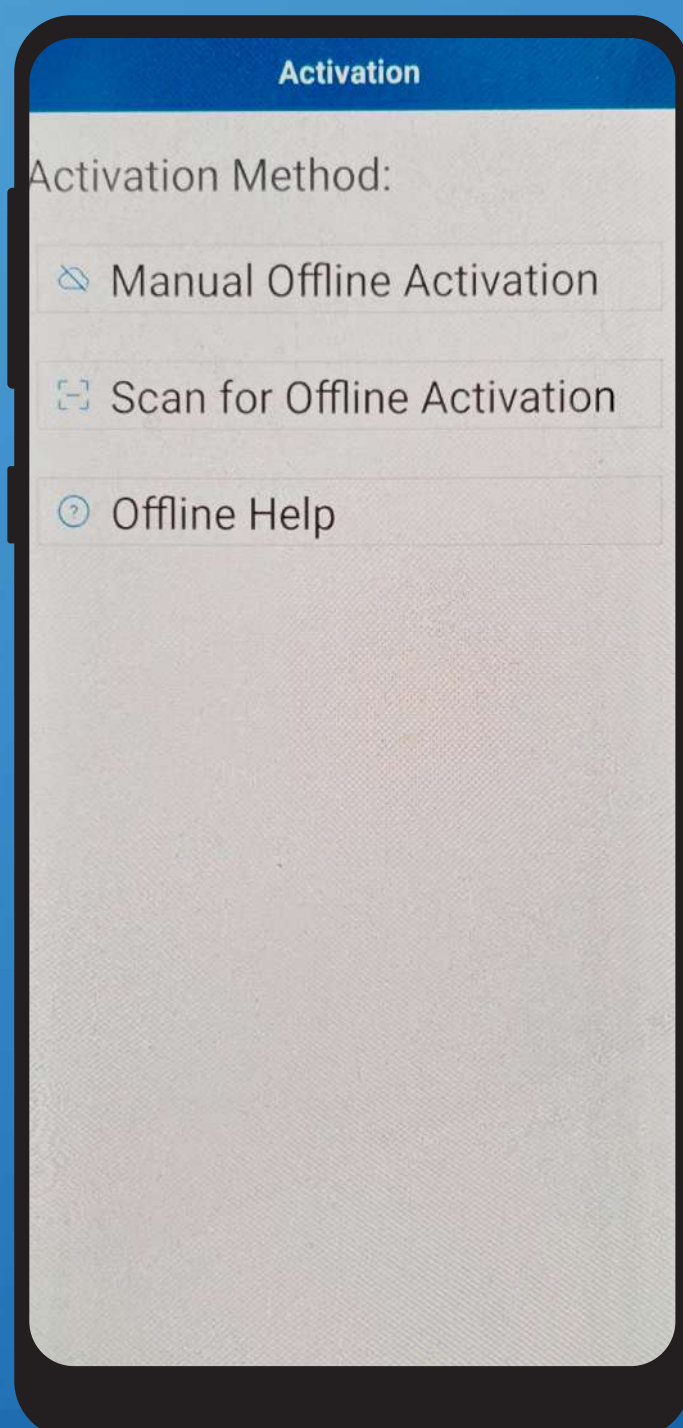 Activation
Activation Method:
Manual Offline Activation
Scan for Offline Activation
Offline Help